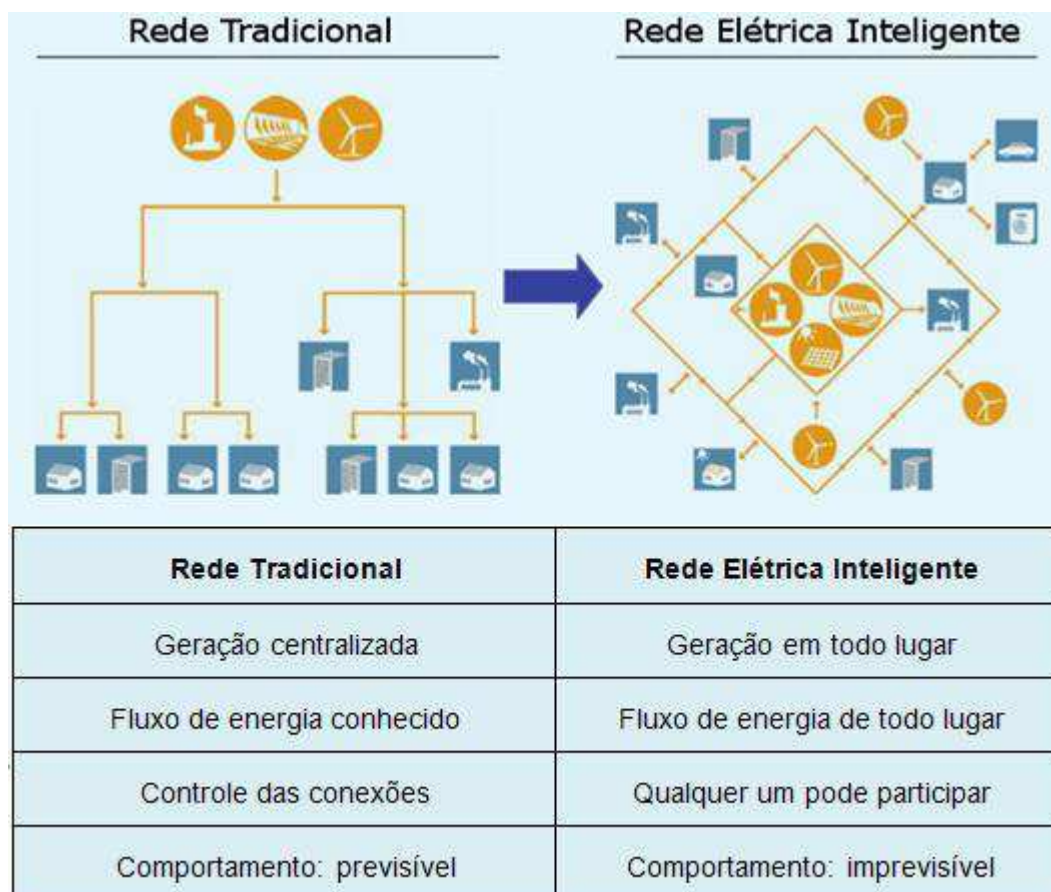 Rede Tradicional
Rede Elétrica Inteligente
Rede Tradicional
Rede Elétrica Inteligente
Geração centralizada
Geração em todo lugar
Fluxo de energia conhecido
Fluxo de energia de todo lugar
Controle das conexões
Qualquer um pode participar
Comportamento: previsível
Comportamento: imprevisível